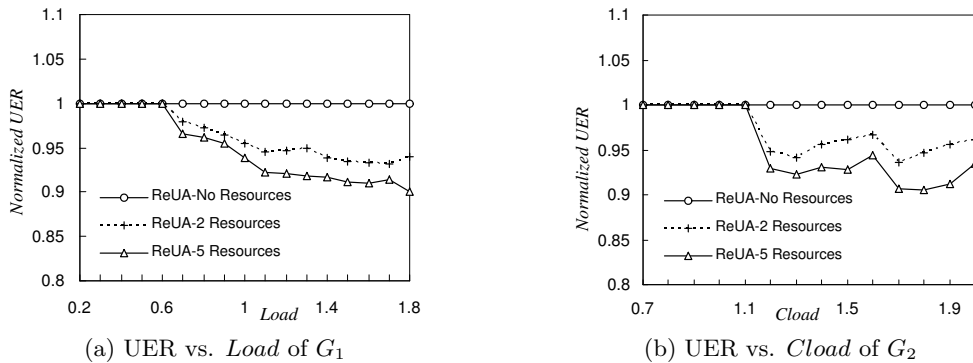 1.1
1.05
1
0.95
0.9
0.85
0.8
Normalized UER
ReUA-No Resources
ReUA-2 Resources
ReUA-5 Resources
0.2 0.6 1 1.4 1.8
Load
(a) UER vs. Load of G1
1.1
1.05
1
0.95
0.9
0.85
0.8
Normalized UER
ReUA-No Resources
ReUA-2 Resources
ReUA-5 Resources
0.7 1.1 1.5 1.9
Cload
(b) UER vs. Cload of G2